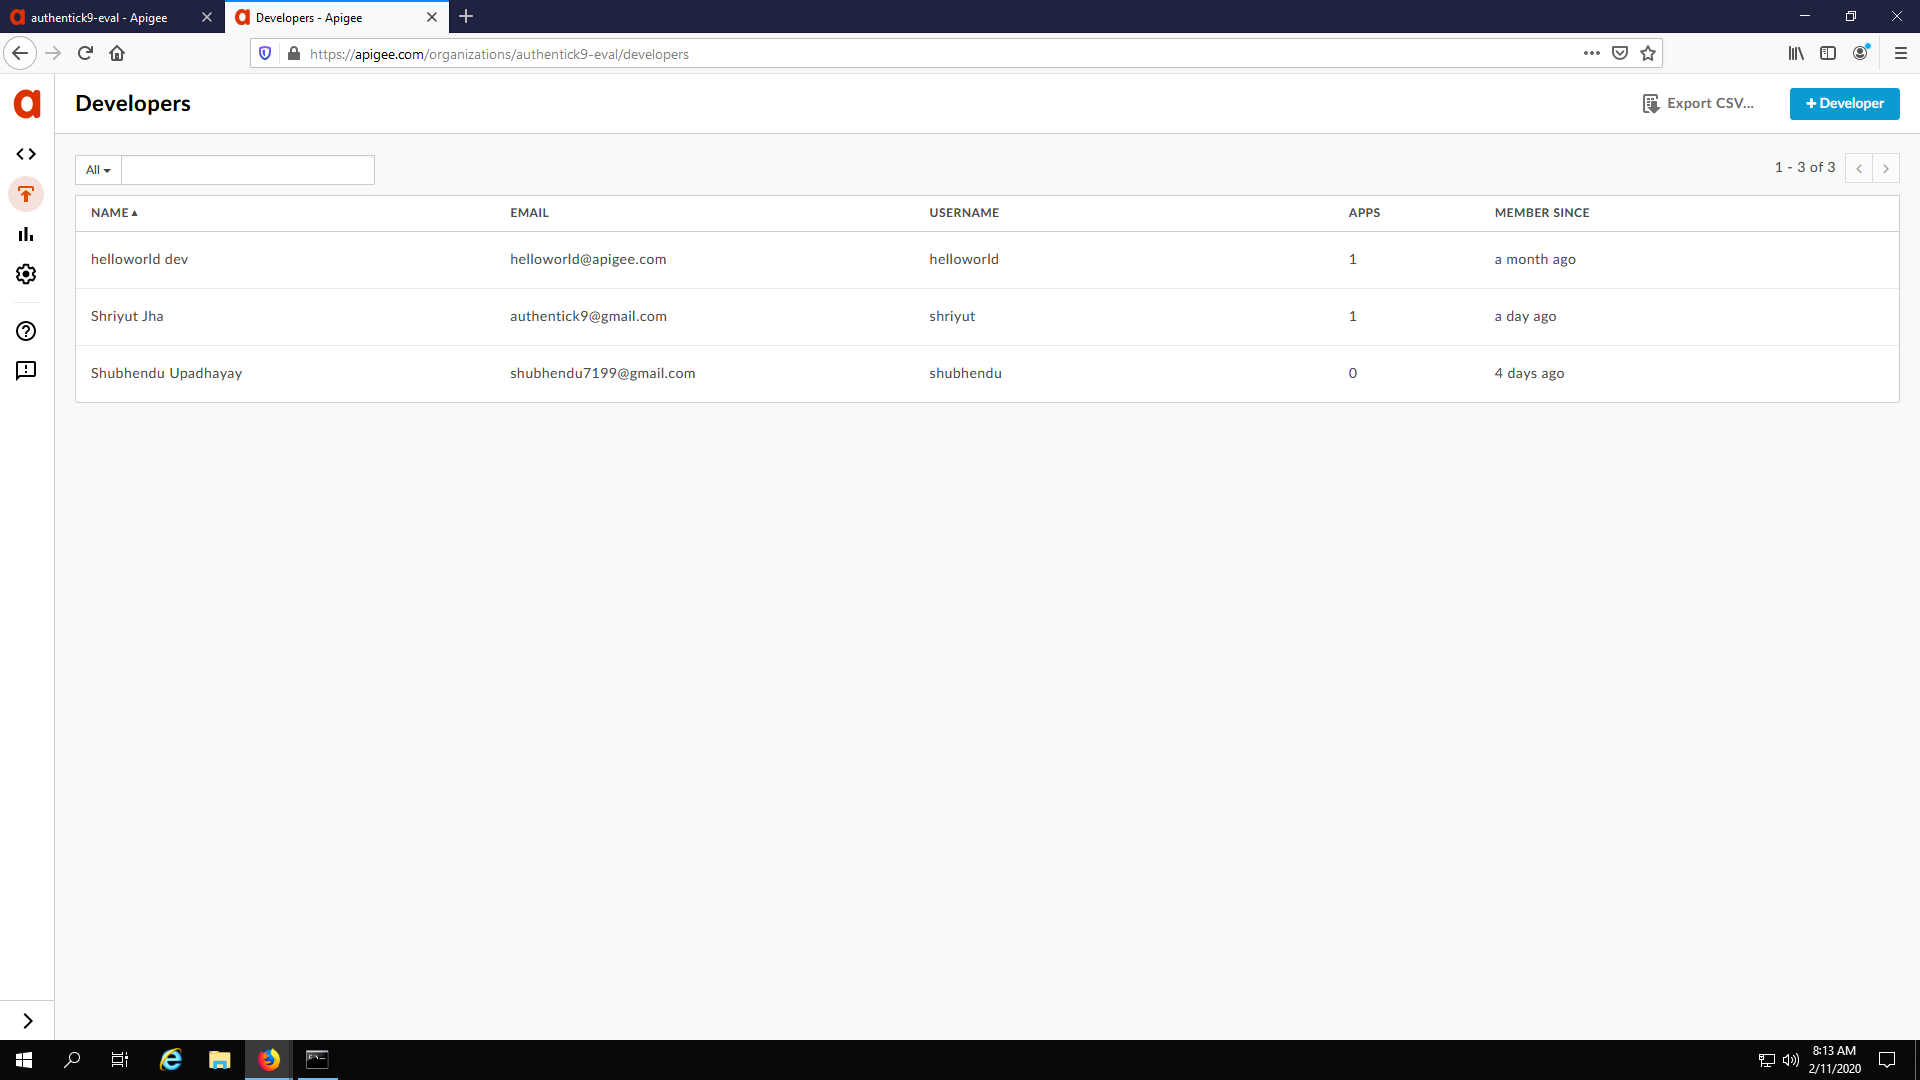 authentick9-eval - Apigee
Developers - Apigee
https://apigee.com/organizations/authentick9-eval/developers
Developers
Export CSV...
+ Developer
All
1 - 3 of 3
NAME EMAIL USERNAME APPS MEMBER SINCE
helloworld dev helloworld@apigee.com helloworld 1 a month ago
Shriyut Jha authentick9@gmail.com shriyut 1 a day ago
Shubhendu Upadhayay shubhendu7199@gmail.com shubhendu 0 4 days ago
8:13 AM
2/11/2020